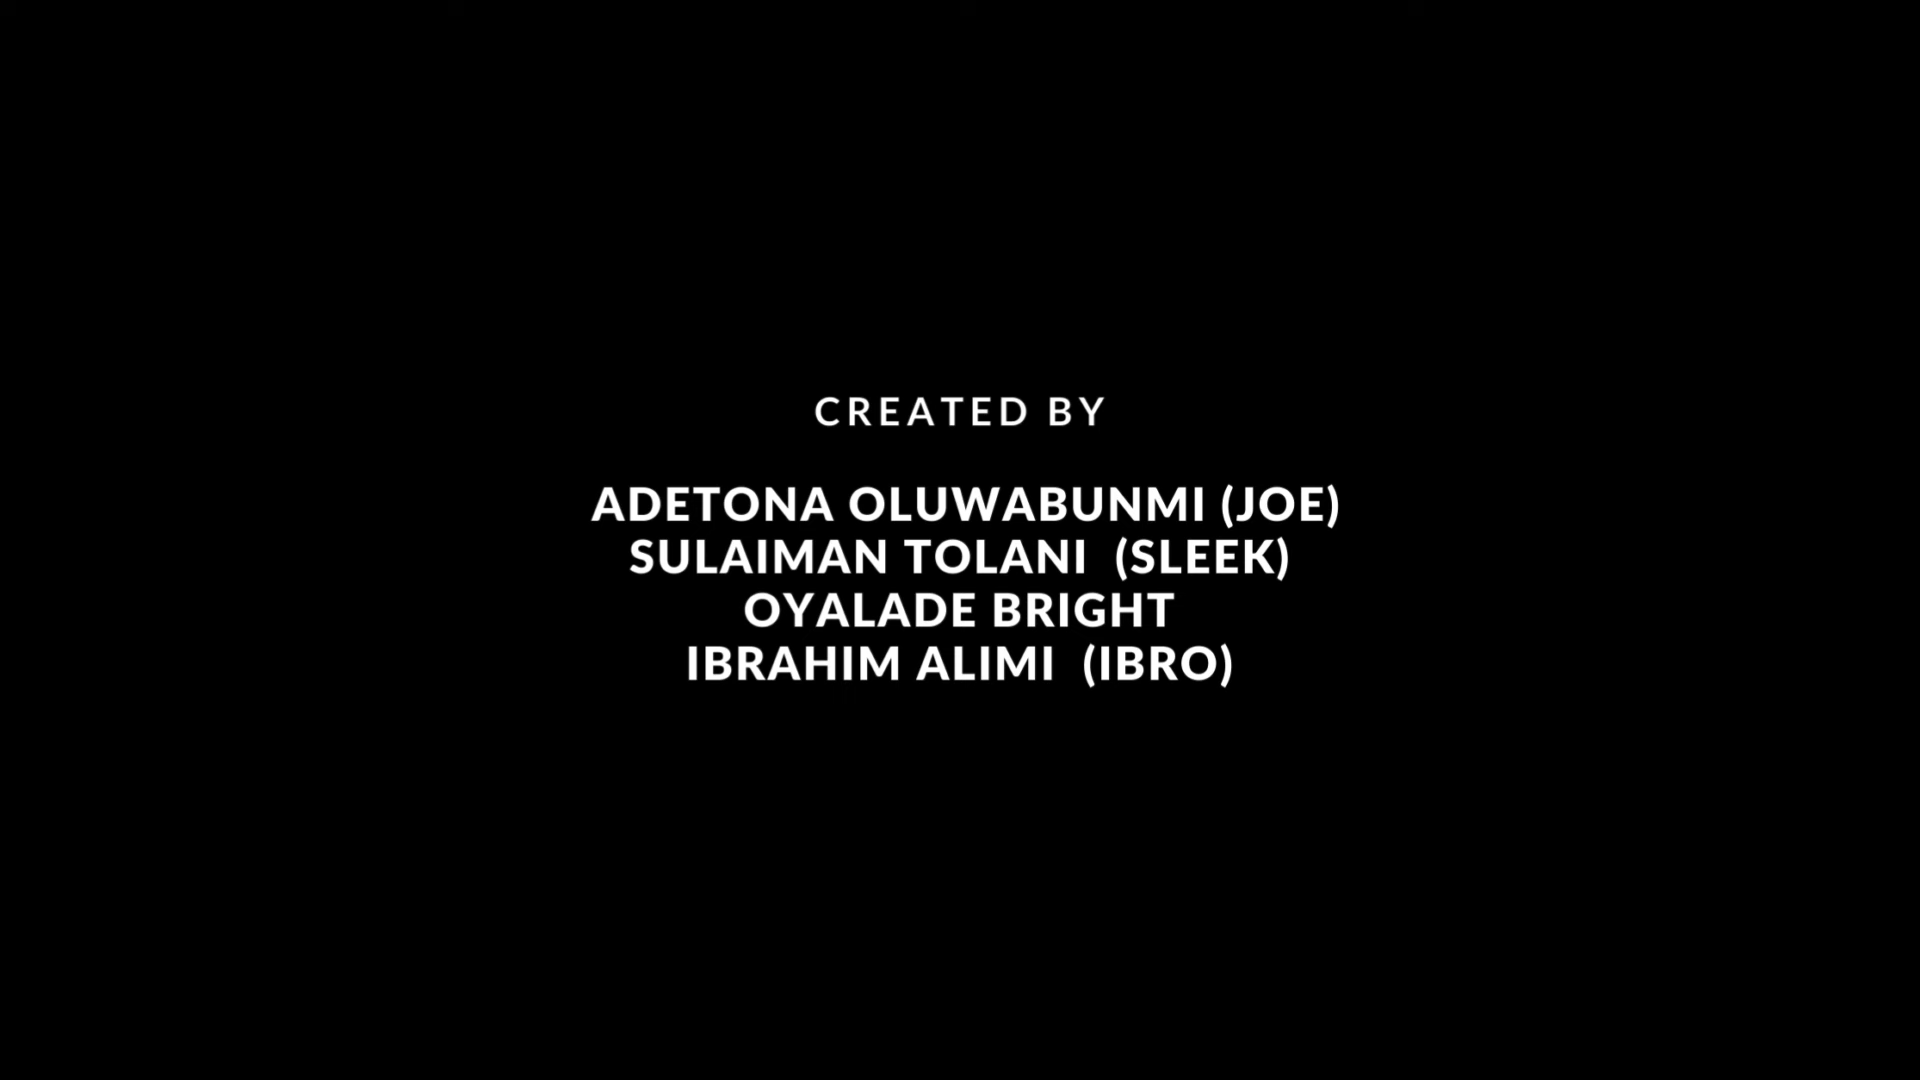 CREATED BY
ADETONA OLUWABUNMI (JOE)
SULAIMAN TOLANI  (SLEEK)
OYALADE BRIGHT
IBRAHIM ALIMI  (IBRO)